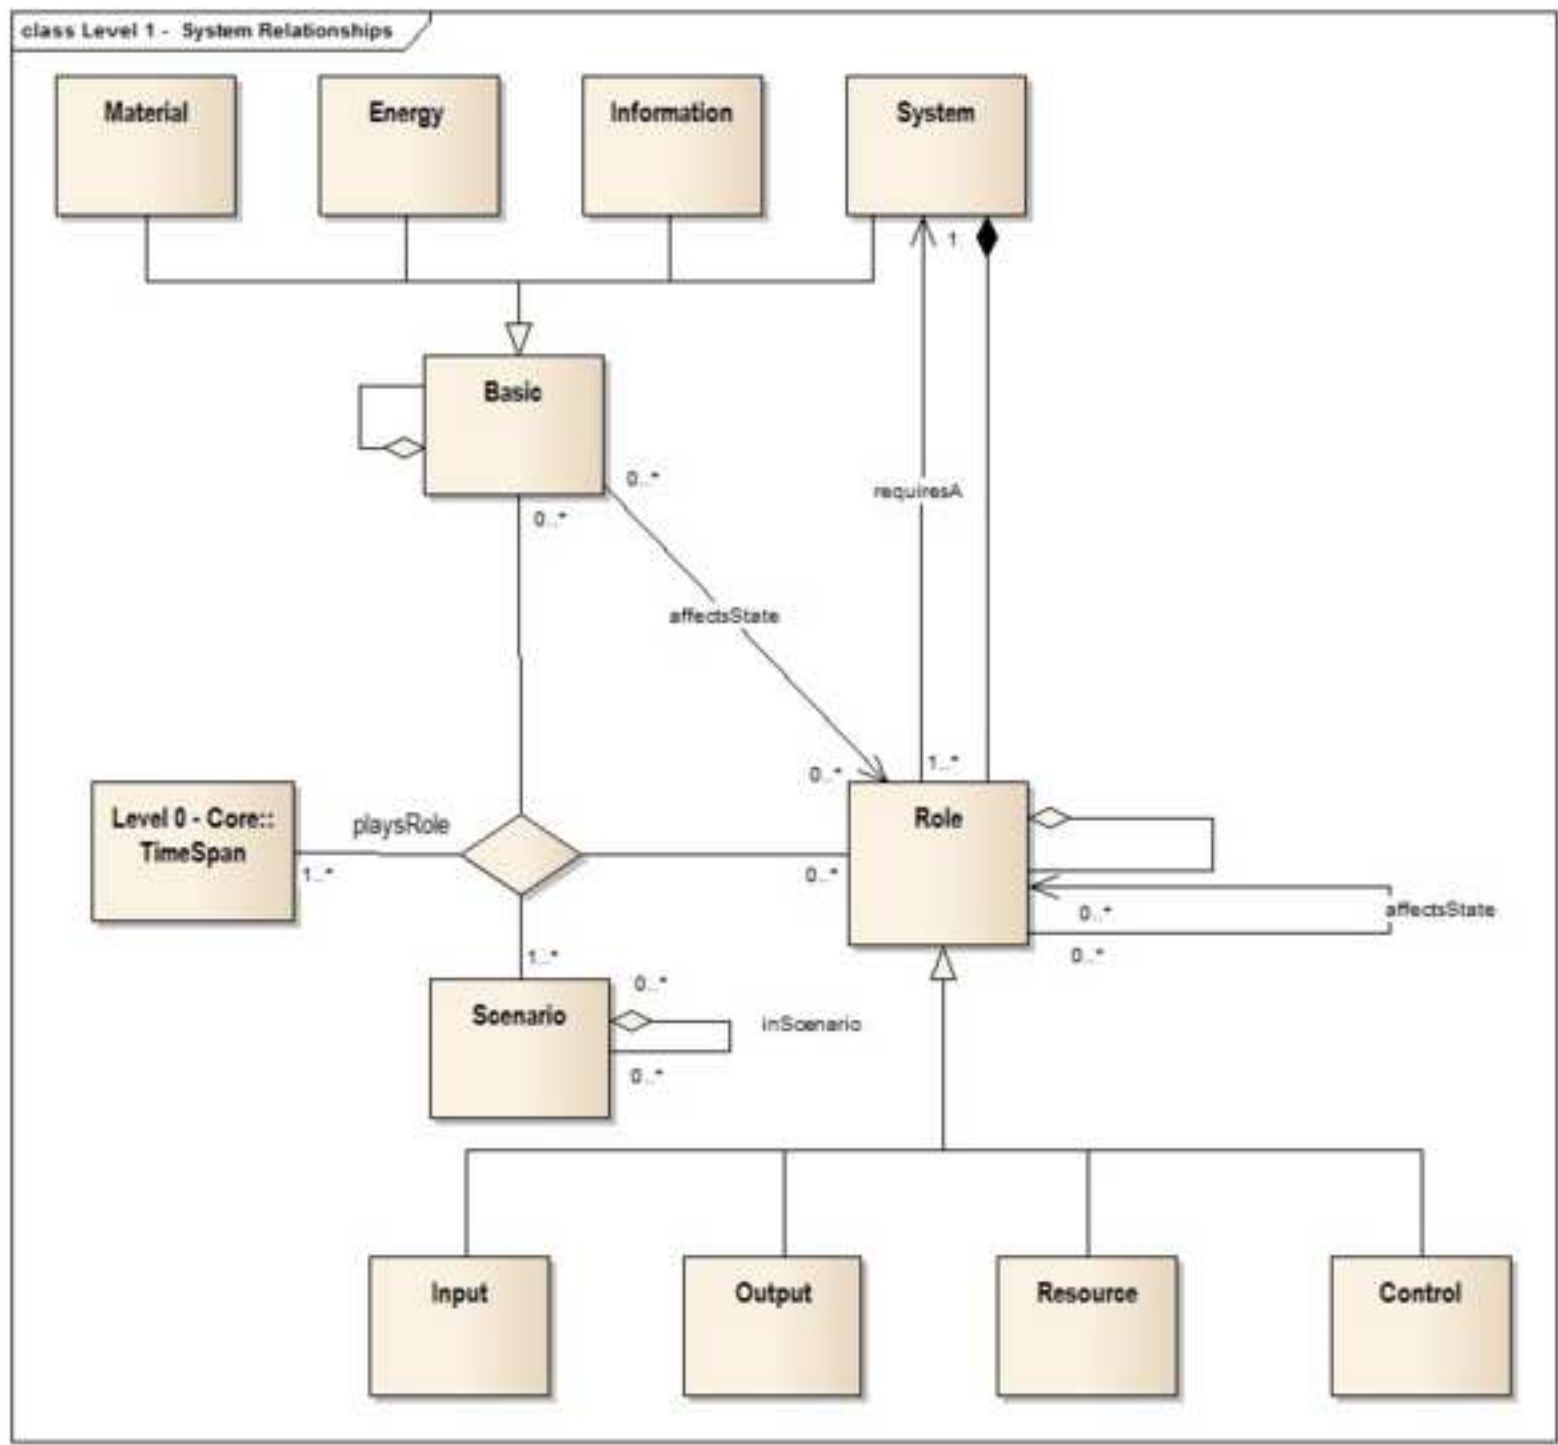 class Level 1 - System Relationships
Material
Energy
Information
System
1
Basic
0..*
0..*
requiresA
affectsState
0..*
1..*
Level 0 - Core::
TimeSpan
playsRole
1..*
0..*
Role
0..*
affectsState
0..*
1..*
0..*
Scenario
inScenario
0..*
Input
Output
Resource
Control